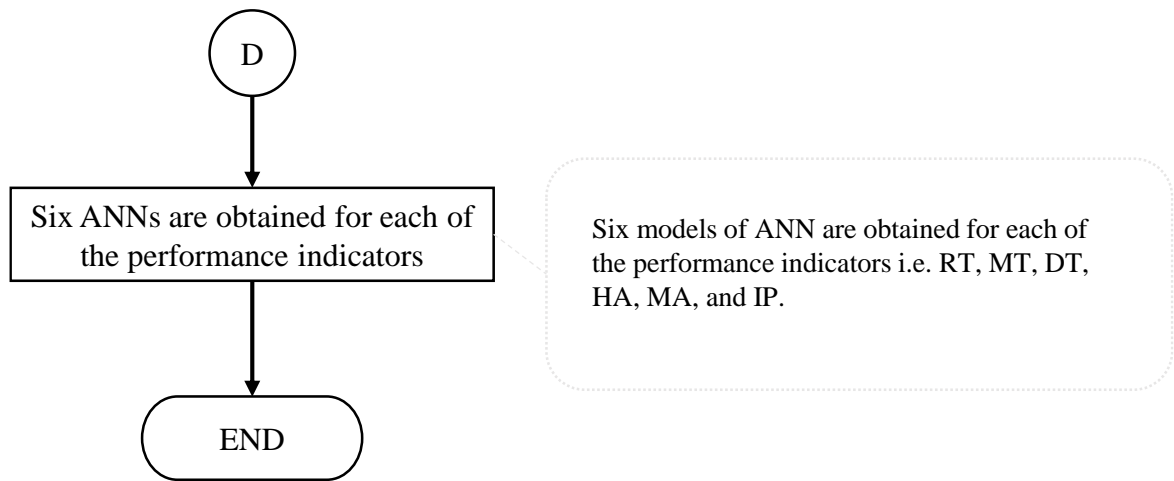 D
Six ANNs are obtained for each of
the performance indicators
Six models of ANN are obtained for each of
the performance indicators i.e. RT, MT, DT,
HA, MA, and IP.
END